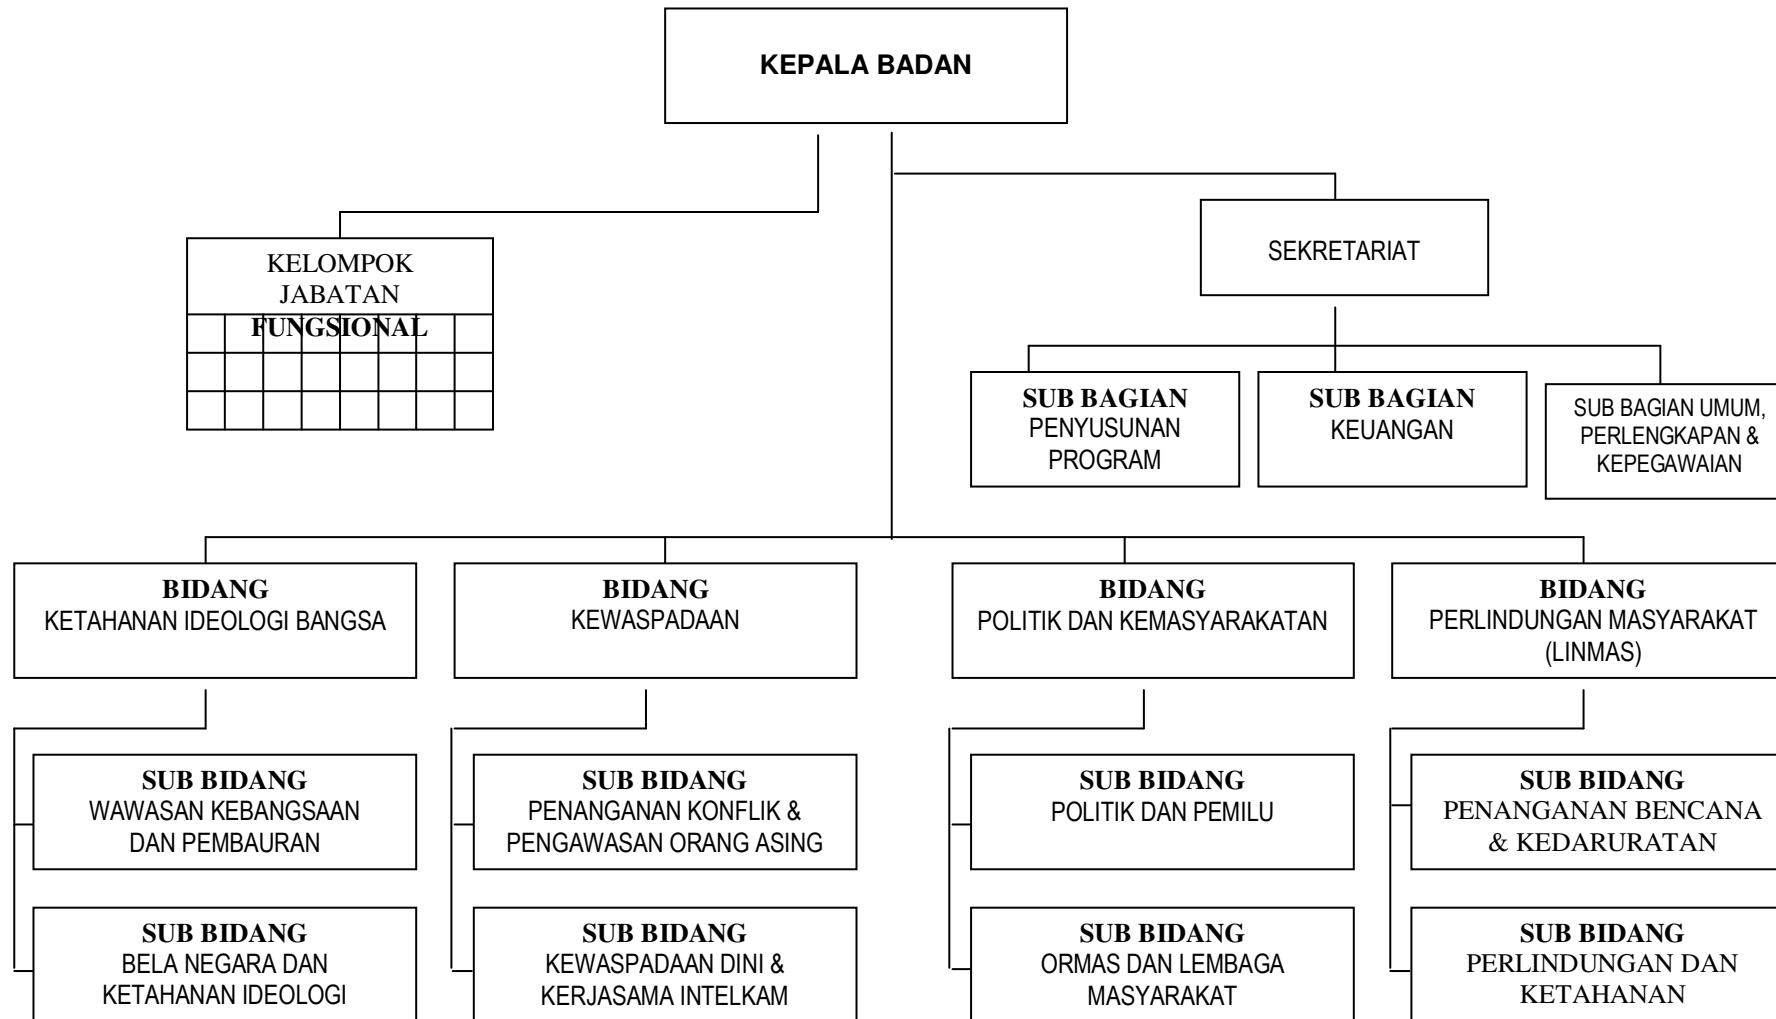 KEPALA BADAN
KELOMPOK
JABATAN
FUNGSIONAL
SEKRETARIAT
SUB BAGIAN
PENYUSUNAN
PROGRAM
SUB BAGIAN
KEUANGAN
SUB BAGIAN UMUM,
PERLENGKAPAN &
KEPEGAWAIAN
BIDANG
KETAHANAN IDEOLOGI BANGSA
BIDANG
KEWASPADAAN
BIDANG
POLITIK DAN KEMASYARAKATAN
BIDANG
PERLINDUNGAN MASYARAKAT
(LINMAS)
SUB BIDANG
WAWASAN KEBANGSAAN
DAN PEMBAURAN
SUB BIDANG
PENANGANAN KONFLIK &
PENGAWASAN ORANG ASING
SUB BIDANG
POLITIK DAN PEMILU
SUB BIDANG
PENANGANAN BENCANA
& KEDARURATAN
SUB BIDANG
BELA NEGARA DAN
KETAHANAN IDEOLOGI
SUB BIDANG
KEWASPADAAN DINI &
KERJASAMA INTELKAM
SUB BIDANG
ORMAS DAN LEMBAGA
MASYARAKAT
SUB BIDANG
PERLINDUNGAN DAN
KETAHANAN